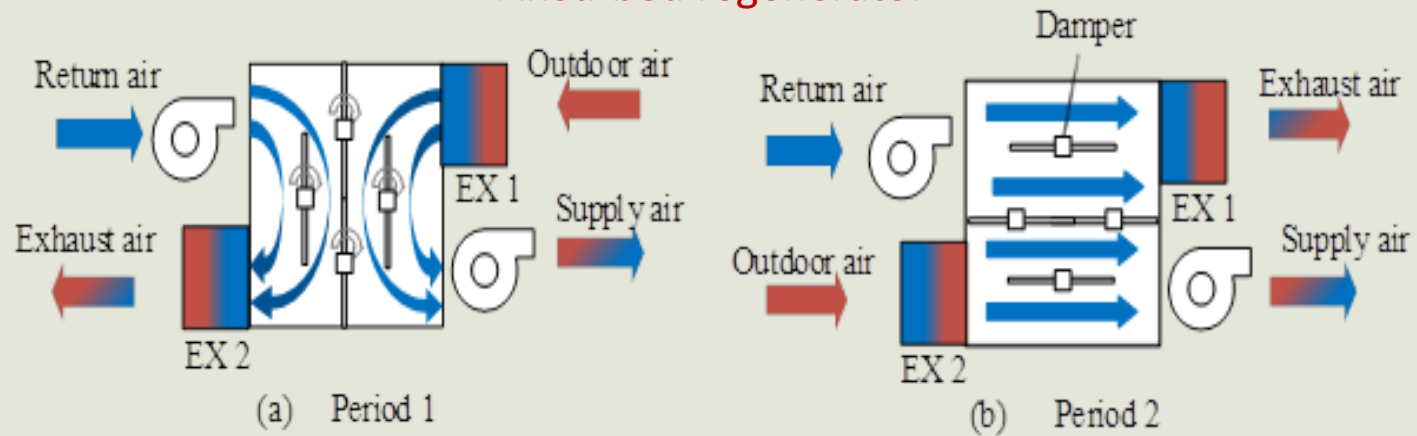 Return air
Outdoor air
EX 1
Supply air
Exhaust air
EX 2
(a) Period 1
Damper
Return air
Exhaust air
EX 1
Supply air
Outdoor air
EX 2
(b) Period 2